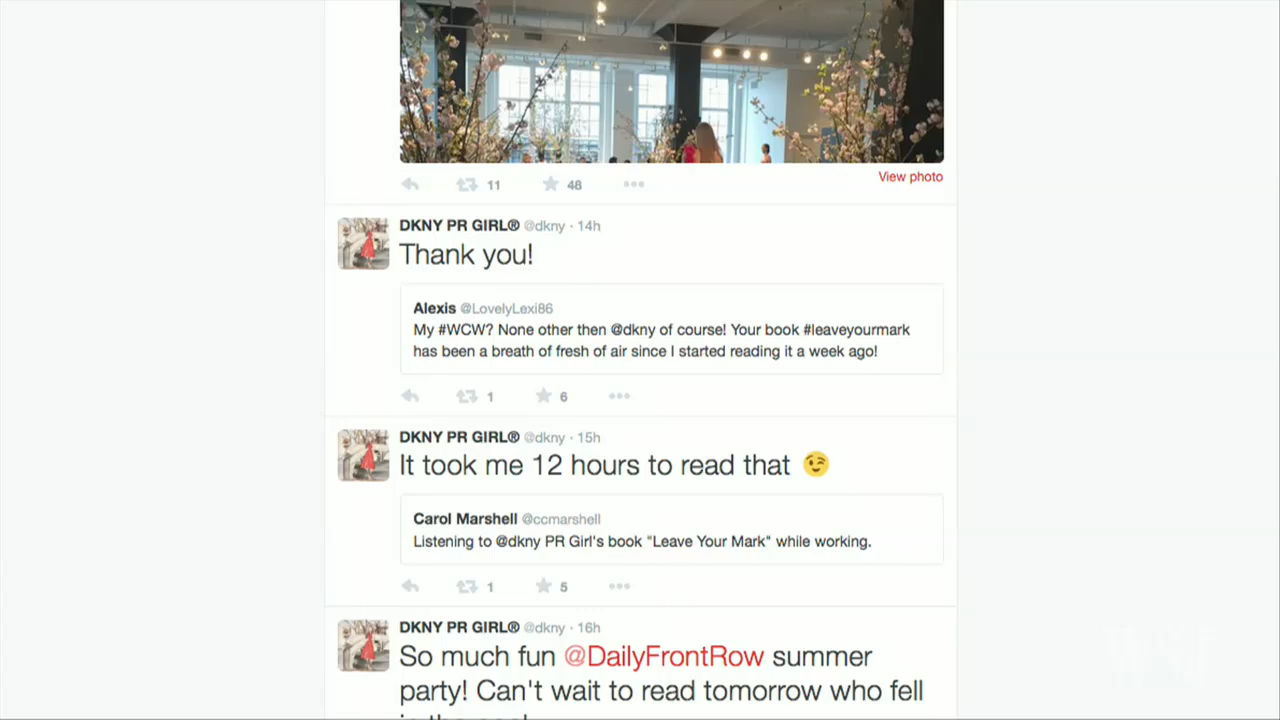 11 48
View photo
DKNY PR GIRL® @dkny · 14h
Thank you!
Alexis @LovelyLexi86
My #WCW? None other then @dkny of course! Your book #leaveyourmark
has been a breath of fresh of air since I started reading it a week ago!
1 6
DKNY PR GIRL® @dkny · 15h
It took me 12 hours to read that 😉
Carol Marshell @ccmarshell
Listening to @dkny PR Girl's book "Leave Your Mark" while working.
1 5
DKNY PR GIRL® @dkny · 16h
So much fun @DailyFrontRow summer
party! Can't wait to read tomorrow who fell